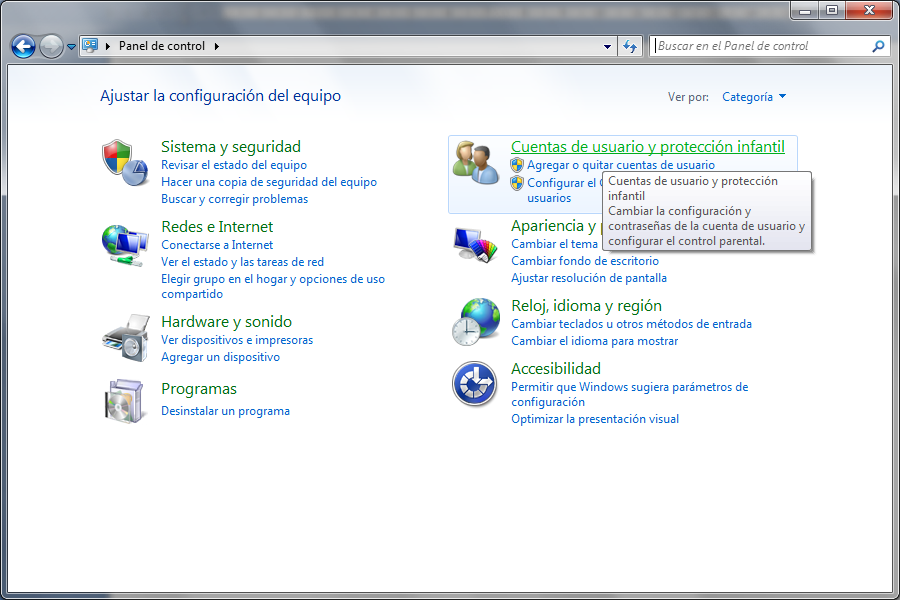 Panel de control
Buscar en el Panel de control
Ajustar la configuración del equipo
Ver por:
Categoría
Sistema y seguridad
Revisar el estado del equipo
Hacer una copia de seguridad del equipo
Buscar y corregir problemas
Redes e Internet
Conectarse a Internet
Ver el estado y las tareas de red
Elegir grupo en el hogar y opciones de uso
compartido
Hardware y sonido
Ver dispositivos e impresoras
Agregar un dispositivo
Programas
Desinstalar un programa
Cuentas de usuario y protección infantil
Agregar o quitar cuentas de usuario
Configurar el
usuarios
Cuentas de usuario y protección
infantil
Cambiar la configuración y
contraseñas de la cuenta de usuario y
configurar el control parental.
Apariencia y
Cambiar el tema
Cambiar fondo de escritorio
Ajustar resolución de pantalla
Reloj, idioma y región
Cambiar teclados u otros métodos de entrada
Cambiar el idioma para mostrar
Accesibilidad
Permitir que Windows sugiera parámetros de
configuración
Optimizar la presentación visual